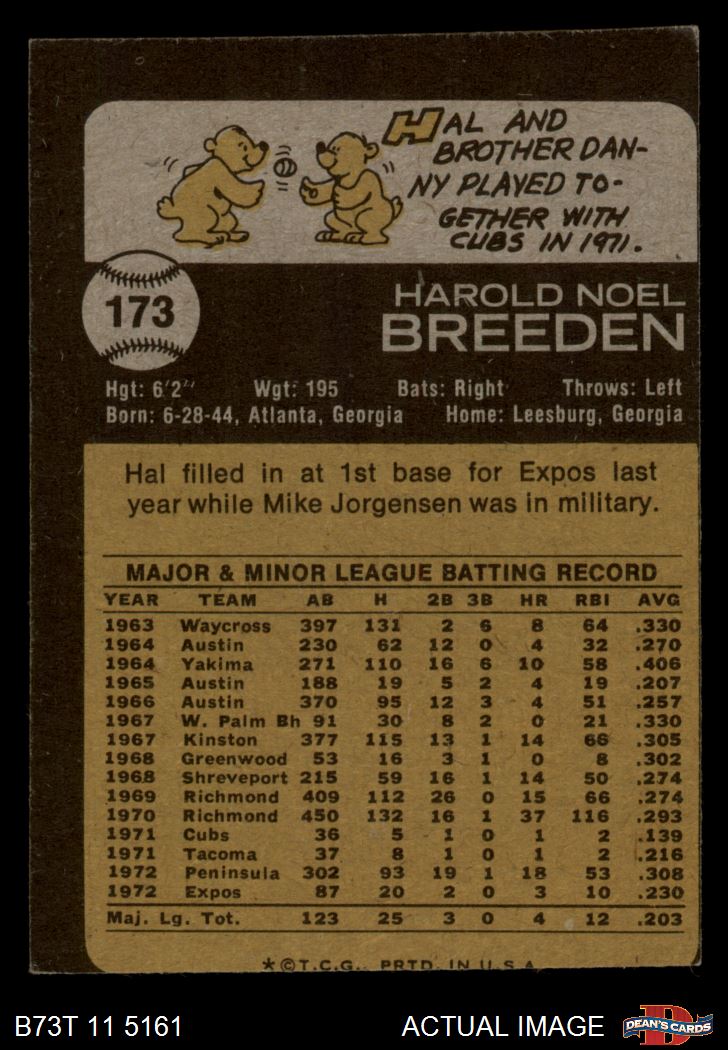 HAL AND
BROTHER DAN-
NY PLAYED TO-
GETHER WITH
CUBS IN 1971.
173
HAROLD NOEL
BREEDEN
Hgt: 6'2" Wgt: 195 Bats: Right Throws: Left
Born: 6-28-44, Atlanta, Georgia Home: Leesburg, Georgia
Hal filled in at 1st base for Expos last
year while Mike Jorgensen was in military.
MAJOR & MINOR LEAGUE BATTING RECORD
YEAR TEAM AB H 2B 3B HR RBI AVG
1963 Waycross 397 131 2 6 8 64 .330
1964 Austin 230 62 12 0 4 32 .270
1964 Yakima 271 110 16 6 10 58 .406
1965 Austin 188 19 5 2 4 19 .207
1966 Austin 370 95 12 3 4 51 .257
1967 W. Palm Bh 91 30 8 2 0 21 .330
1967 Kinston 377 115 13 1 14 66 .305
1968 Greenwood 53 16 3 1 0 8 .302
1968 Shreveport 215 59 16 1 14 50 .274
1969 Richmond 409 112 26 0 15 66 .274
1970 Richmond 450 132 16 1 37 116 .293
1971 Cubs 36 5 1 0 1 2 .139
1971 Tacoma 37 8 1 0 1 2 .216
1972 Peninsula 302 93 19 1 18 53 .308
1972 Expos 87 20 2 0 3 10 .230
Maj. Lg. Tot. 123 25 3 0 4 12 .203
*©T.C.G. PRTD. IN U.S.A.
B73T 11 5161 ACTUAL IMAGE DEAN'S CARDS